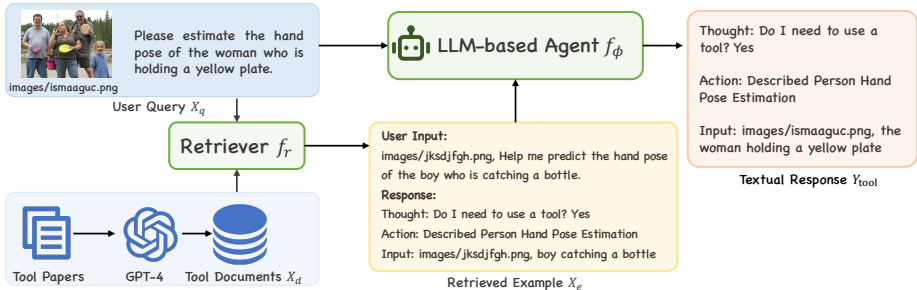 Please estimate the hand
pose of the woman who is
holding a yellow plate.
images/ismaaguc.png
User Query X_q
LLM-based Agent f_ϕ
Retriever f_r
Tool Papers
GPT-4
Tool Documents X_d
User Input:
images/jksdjfgh.png, Help me predict the hand pose
of the boy who is catching a bottle.
Response:
Thought: Do I need to use a tool? Yes
Action: Described Person Hand Pose Estimation
Input: images/jksdjfgh.png, boy catching a bottle
Retrieved Example X_e
Thought: Do I need to use a
tool? Yes
Action: Described Person Hand
Pose Estimation
Input: images/ismaaguc.png, the
woman holding a yellow plate
Textual Response Y_tool